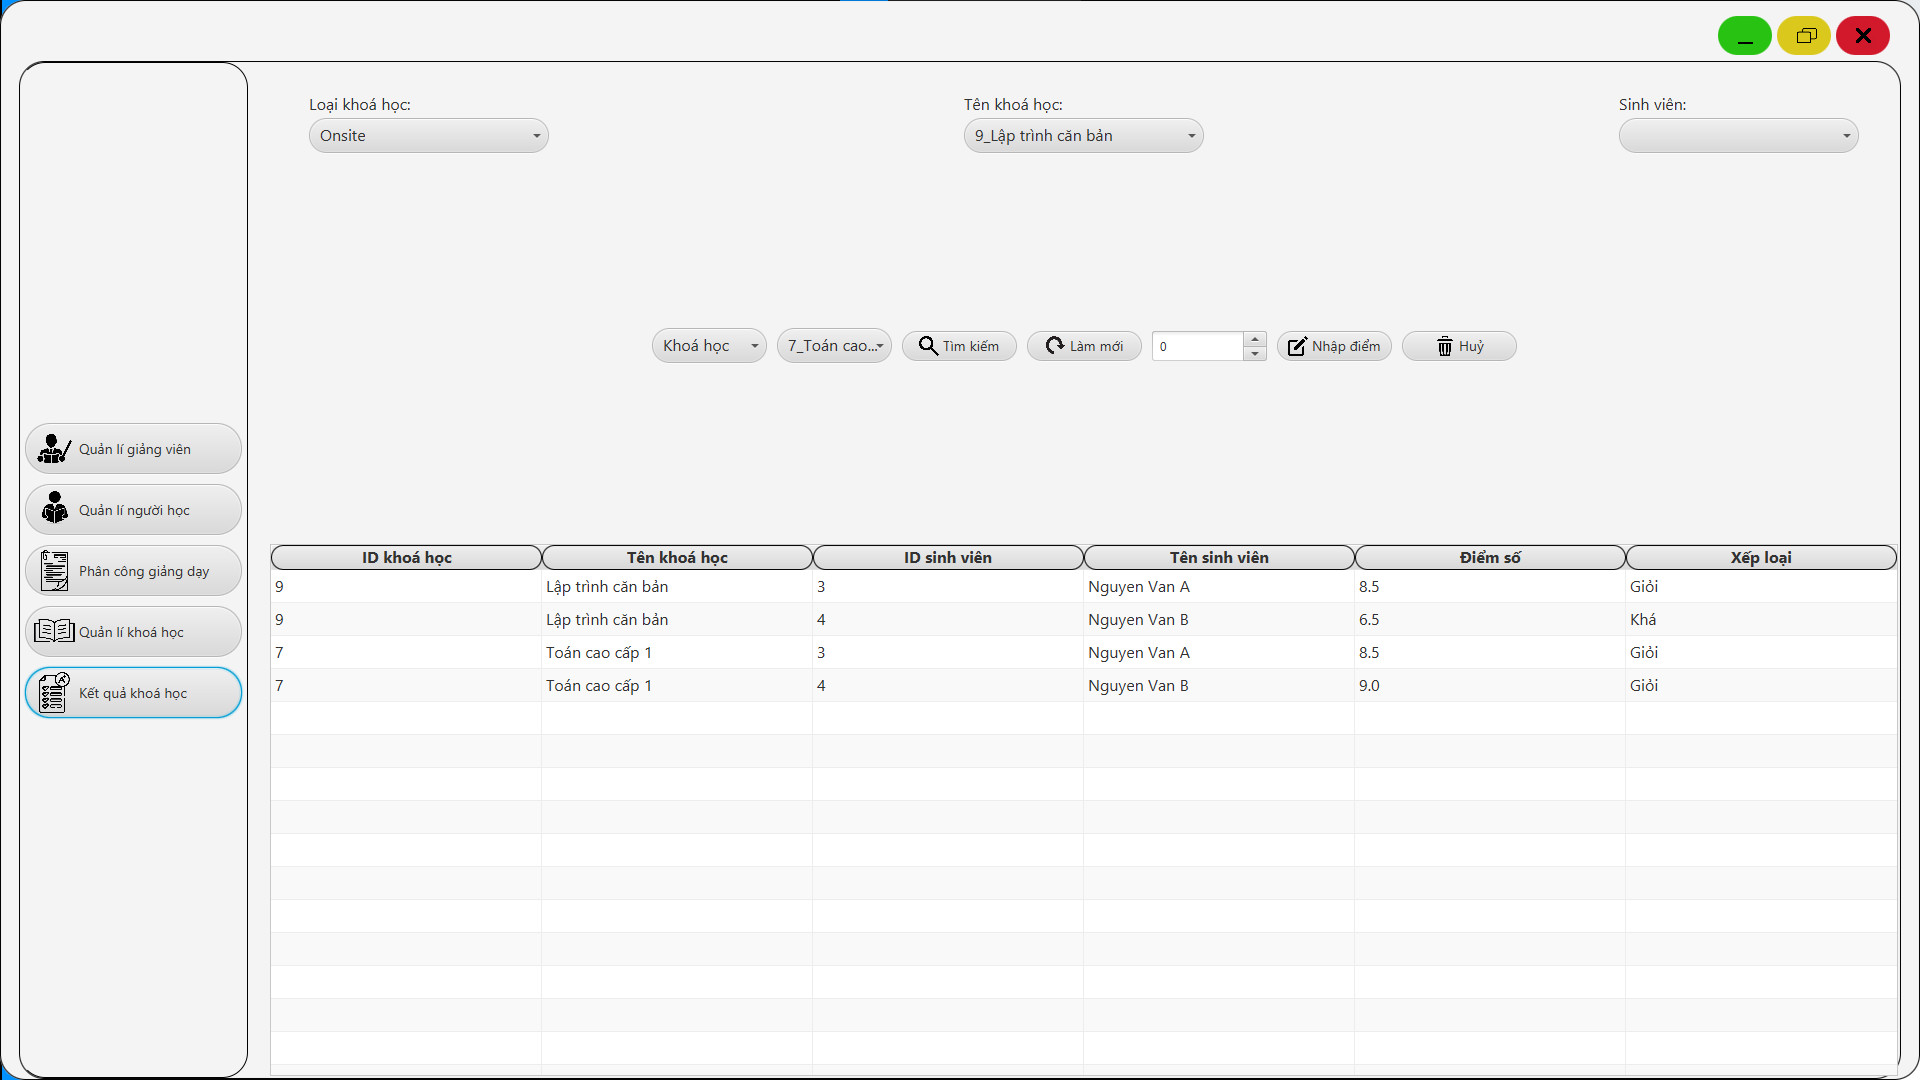 Loại khoá học:
Onsite
Tên khoá học:
9_Lập trình căn bản
Sinh viên:
Khoá học
7_Toán cao...
Tìm kiếm
Làm mới
0
Nhập điểm
Huỷ
Quản lí giảng viên
Quản lí người học
Phân công giảng dạy
Quản lí khoá học
Kết quả khoá học
ID khoá học Tên khoá học ID sinh viên Tên sinh viên Điểm số Xếp loại
9 Lập trình căn bản 3 Nguyen Van A 8.5 Giỏi
9 Lập trình căn bản 4 Nguyen Van B 6.5 Khá
7 Toán cao cấp 1 3 Nguyen Van A 8.5 Giỏi
7 Toán cao cấp 1 4 Nguyen Van B 9.0 Giỏi